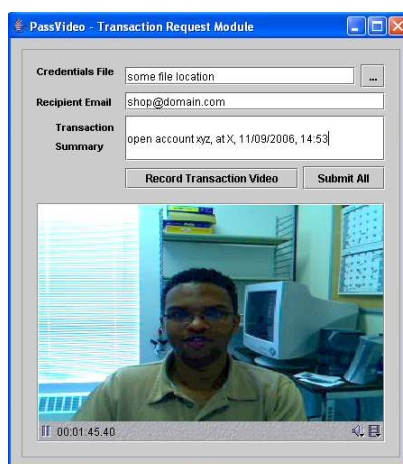 PassVideo - Transaction Request Module
Credentials File some file location ...
Recipient Email shop@domain.com
Transaction
Summary
open account xyz, at X, 11/09/2006, 14:53
Record Transaction Video Submit All
00:01:45.40